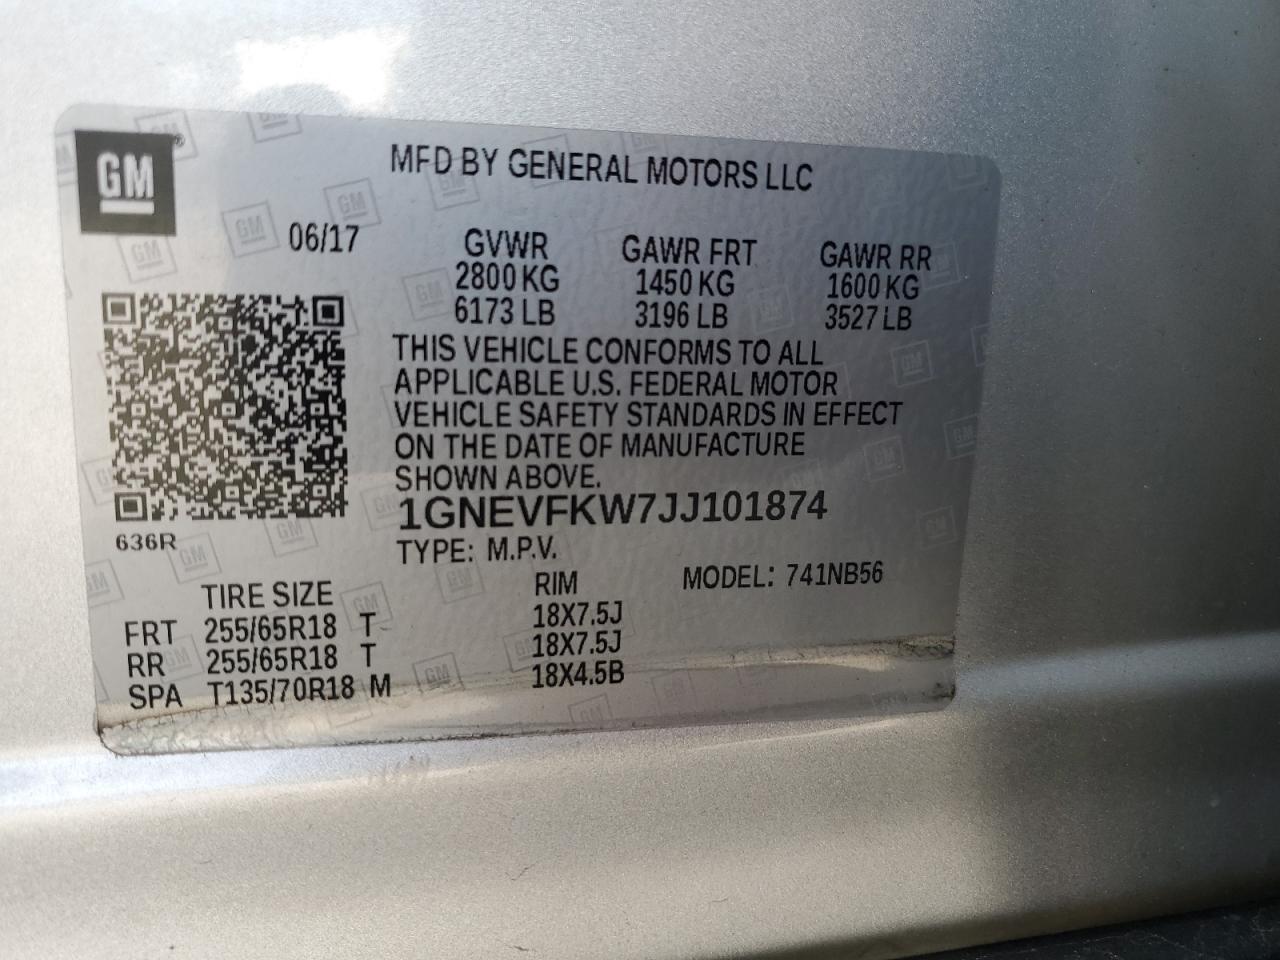 GM ®
MFD BY GENERAL MOTORS LLC
06/17 GVWR GAWR FRT GAWR RR
2800 KG 1450 KG 1600 KG
6173 LB 3196 LB 3527 LB
THIS VEHICLE CONFORMS TO ALL
APPLICABLE U.S. FEDERAL MOTOR
VEHICLE SAFETY STANDARDS IN EFFECT
ON THE DATE OF MANUFACTURE
SHOWN ABOVE.
1GNEVFKW7JJ101874
636R
TYPE: M.P.V.
MODEL: 741NB56
TIRE SIZE RIM
FRT 255/65R18 T 18X7.5J
RR 255/65R18 T 18X7.5J
SPA T135/70R18 M 18X4.5B